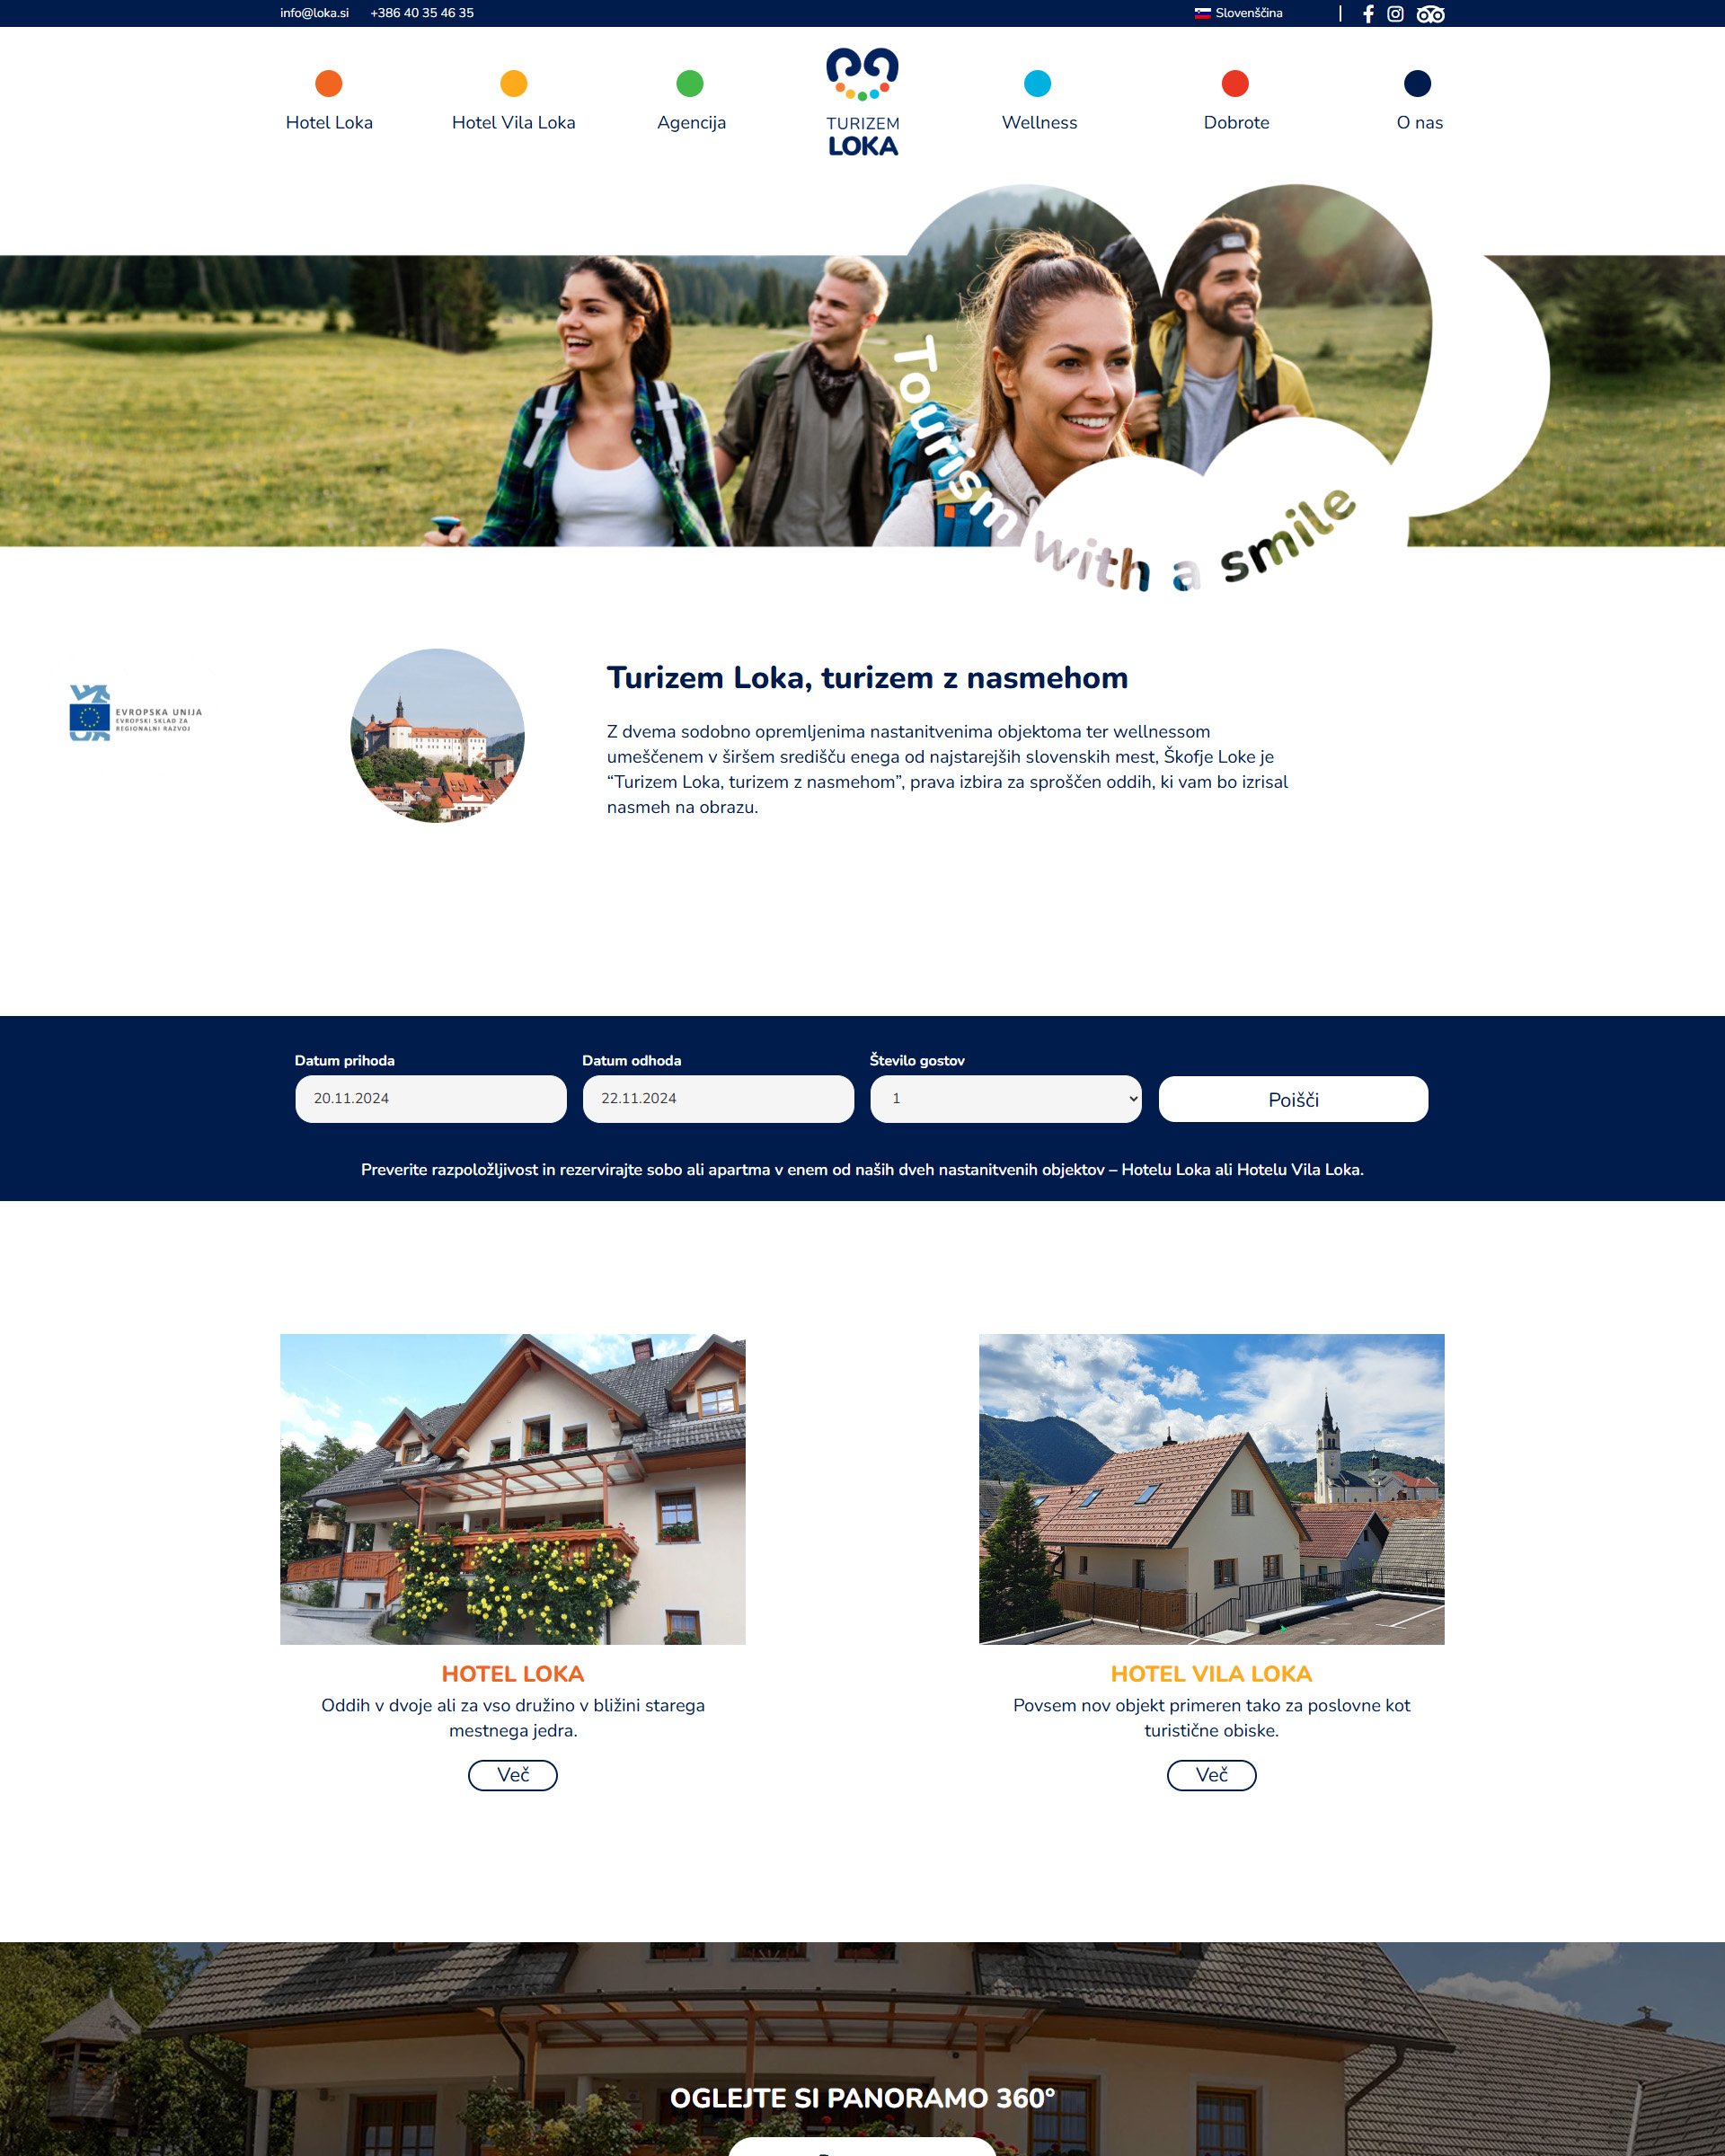 info@loka.si +386 40 35 46 35 Slovenščina
Hotel Loka
Hotel Vila Loka
Agencija
TURIZEM
LOKA
Wellness
Dobrote
O nas
Tourism with a smile
EVROPSKA UNIJA
EVROPSKI SKLAD ZA
REGIONALNI RAZVOJ
Turizem Loka, turizem z nasmehom
Z dvema sodobno opremljenima nastanitvenima objektoma ter wellnessom
umeščenem v širšem središču enega od najstarejših slovenskih mest, Škofje Loke je
“Turizem Loka, turizem z nasmehom”, prava izbira za sproščen oddih, ki vam bo izrisal
nasmeh na obrazu.
Datum prihoda
20.11.2024
Datum odhoda
22.11.2024
Število gostov
1
Poišči
Preverite razpoložljivost in rezervirajte sobo ali apartma v enem od naših dveh nastanitvenih objektov – Hotelu Loka ali Hotelu Vila Loka.
HOTEL LOKA
Oddih v dvoje ali za vso družino v bližini starega
mestnega jedra.
Več
HOTEL VILA LOKA
Povsem nov objekt primeren tako za poslovne kot
turistične obiske.
Več
OGLEJTE SI PANORAMO 360°